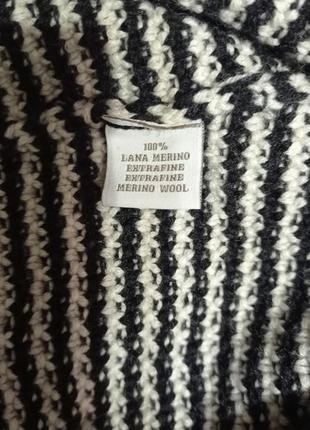 100%
LANA MERINO
EXTRAFINE
EXTRAFINE
MERINO WOOL